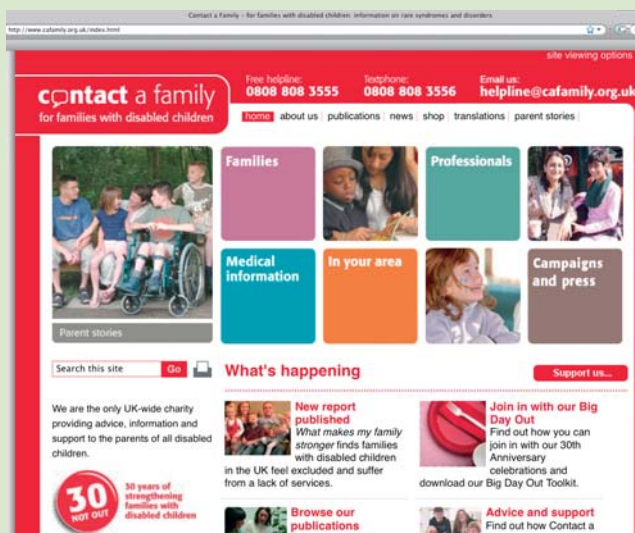 Contact a Family – for families with disabled children: information on rare syndromes and disorders
http://www.cafamily.org.uk/index.html
site viewing options
contact a family
for families with disabled children
Free helpline:
0808 808 3555
Textphone:
0808 808 3556
Email us:
helpline@cafamily.org.uk
home about us publications news shop translations parent stories
Families
Professionals
Medical
information
In your area
Campaigns
and press
Parent stories
Search this site Go
We are the only UK-wide charity
providing advice, information and
support to the parents of all disabled
children.
30
NOT OUT
30 years of
strengthening
families with
disabled children
What's happening
Support us...
New report
published
What makes my family
stronger finds families
with disabled children
in the UK feel excluded and suffer
from a lack of services.
Join in with our Big
Day Out
Find out how you can
join in with our 30th
Anniversary
celebrations and
download our Big Day Out Toolkit.
Browse our
publications
Advice and support
Find out how Contact a